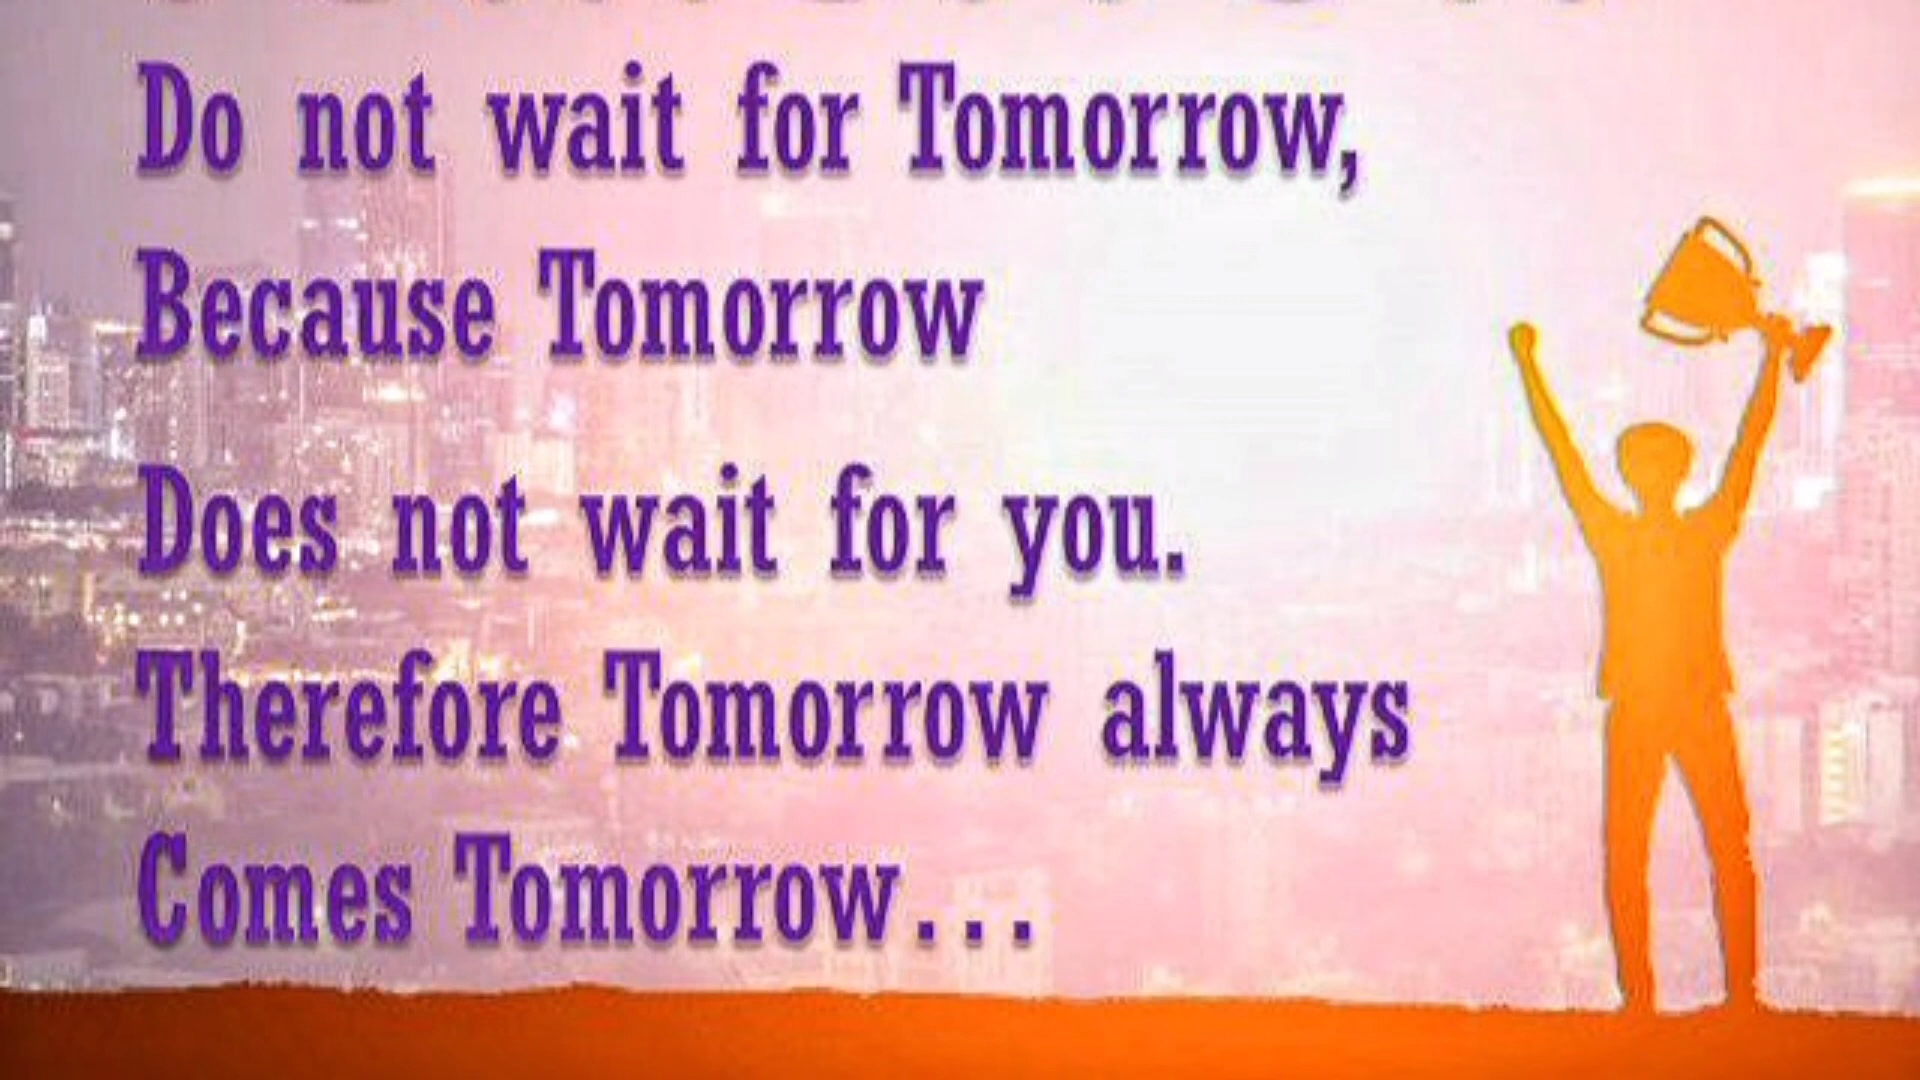 Do not wait for Tomorrow,
Because Tomorrow
Does not wait for you.
Therefore Tomorrow always
Comes Tomorrow...